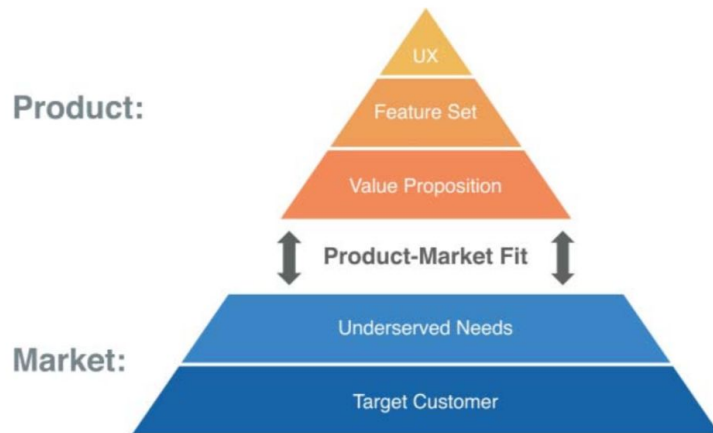 UX
Product:
Feature Set
Value Proposition
Product-Market Fit
Underserved Needs
Market:
Target Customer